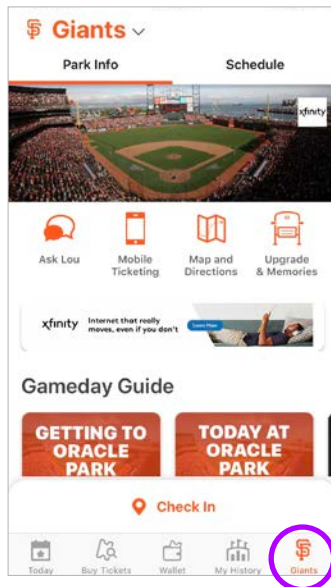 SF Giants
Park Info Schedule
xfinity
Ask Lou
Mobile
Ticketing
Map and
Directions
Upgrade
& Memories
xfinity Internet that really
moves, even if you don't
Learn More
Gameday Guide
GETTING TO
ORACLE
PARK
TODAY AT
ORACLE
PARK
Check In
Today Buy Tickets Wallet My History Giants